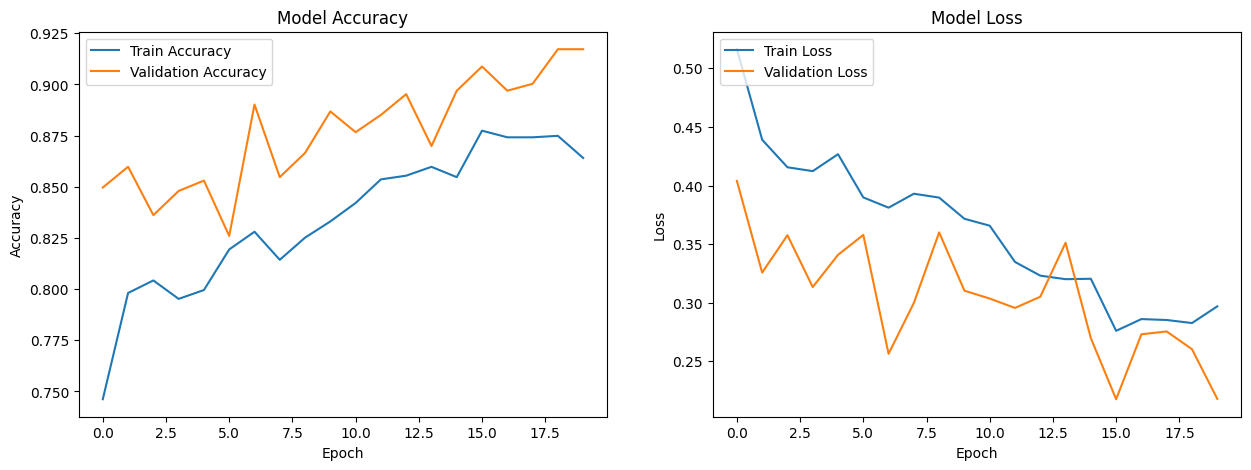 Model Accuracy
Train Accuracy
Validation Accuracy
Accuracy
0.925
0.900
0.875
0.850
0.825
0.800
0.775
0.750
0.0 2.5 5.0 7.5 10.0 12.5 15.0 17.5
Epoch
Model Loss
Train Loss
Validation Loss
Loss
0.50
0.45
0.40
0.35
0.30
0.25
0.0 2.5 5.0 7.5 10.0 12.5 15.0 17.5
Epoch